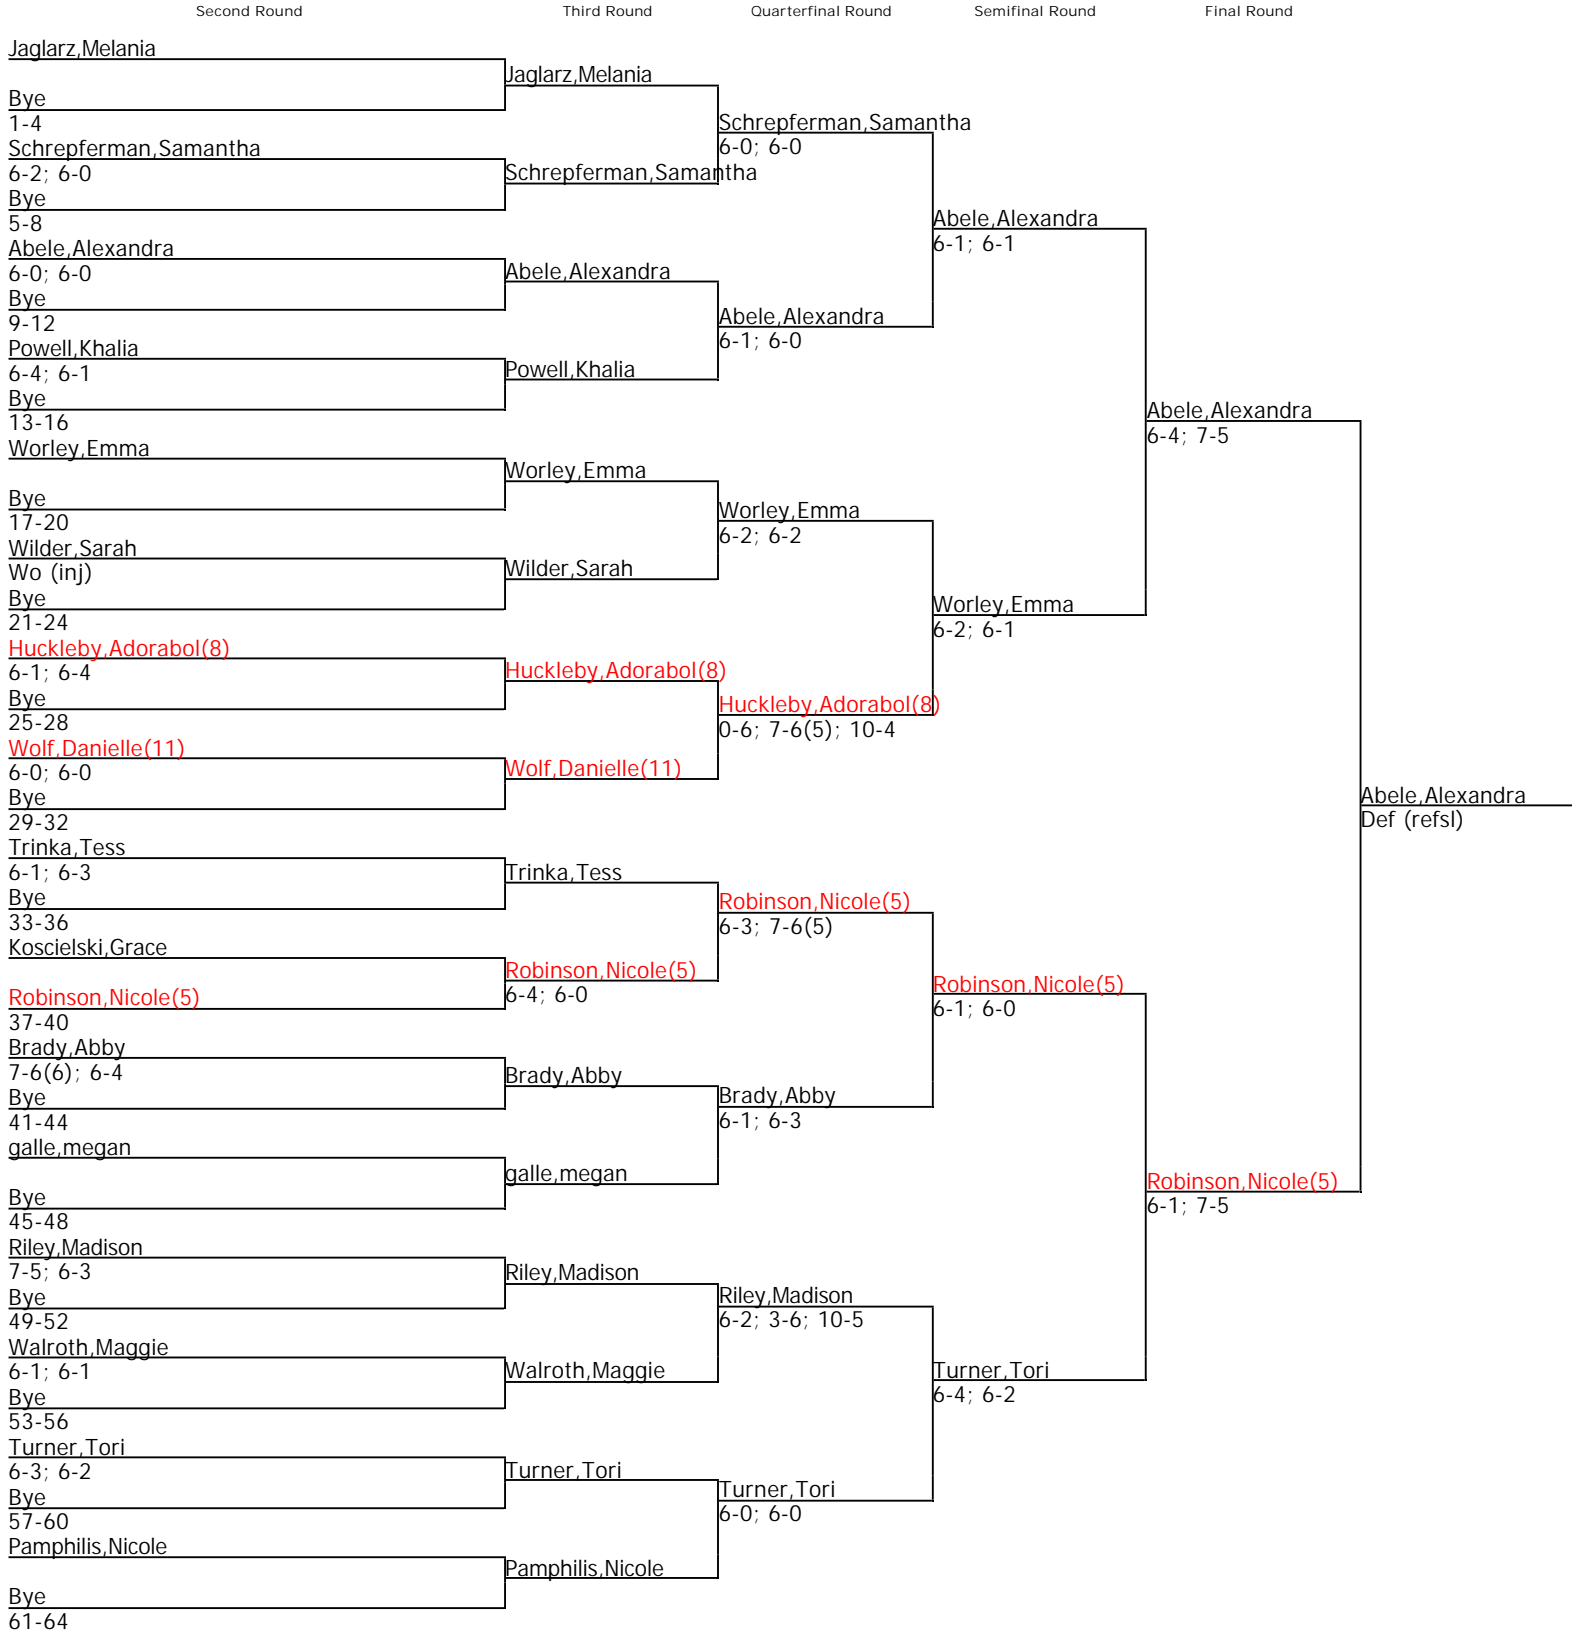 Second Round
Third Round
Quarterfinal Round
Semifinal Round
Final Round
Jaglarz,Melania
Bye
1-4
Schrepferman,Samantha
6-2; 6-0
Bye
5-8
Abele,Alexandra
6-0; 6-0
Bye
9-12
Powell,Khalia
6-4; 6-1
Bye
13-16
Worley,Emma
Bye
17-20
Wilder,Sarah
Wo (inj)
Bye
21-24
Huckleby,Adorabol(8)
6-1; 6-4
Bye
25-28
Wolf,Danielle(11)
6-0; 6-0
Bye
29-32
Trinka,Tess
6-1; 6-3
Bye
33-36
Koscielski,Grace
Robinson,Nicole(5)
37-40
Brady,Abby
7-6(6); 6-4
Bye
41-44
galle,megan
Bye
45-48
Riley,Madison
7-5; 6-3
Bye
49-52
Walroth,Maggie
6-1; 6-1
Bye
53-56
Turner,Tori
6-3; 6-2
Bye
57-60
Pamphilis,Nicole
Bye
61-64
Jaglarz,Melania
Schrepferman,Samantha
Abele,Alexandra
Powell,Khalia
Worley,Emma
Wilder,Sarah
Huckleby,Adorabol(8)
Wolf,Danielle(11)
Trinka,Tess
Robinson,Nicole(5)
6-4; 6-0
Brady,Abby
galle,megan
Riley,Madison
Walroth,Maggie
Turner,Tori
Pamphilis,Nicole
Schrepferman,Samantha
6-0; 6-0
Abele,Alexandra
6-1; 6-0
Worley,Emma
6-2; 6-2
Huckleby,Adorabol(8)
0-6; 7-6(5); 10-4
Robinson,Nicole(5)
6-3; 7-6(5)
Brady,Abby
6-1; 6-3
Riley,Madison
6-2; 3-6; 10-5
Turner,Tori
6-0; 6-0
Abele,Alexandra
6-1; 6-1
Worley,Emma
6-2; 6-1
Robinson,Nicole(5)
6-1; 6-0
Turner,Tori
6-4; 6-2
Abele,Alexandra
6-4; 7-5
Robinson,Nicole(5)
6-1; 7-5
Abele,Alexandra
Def (refsl)